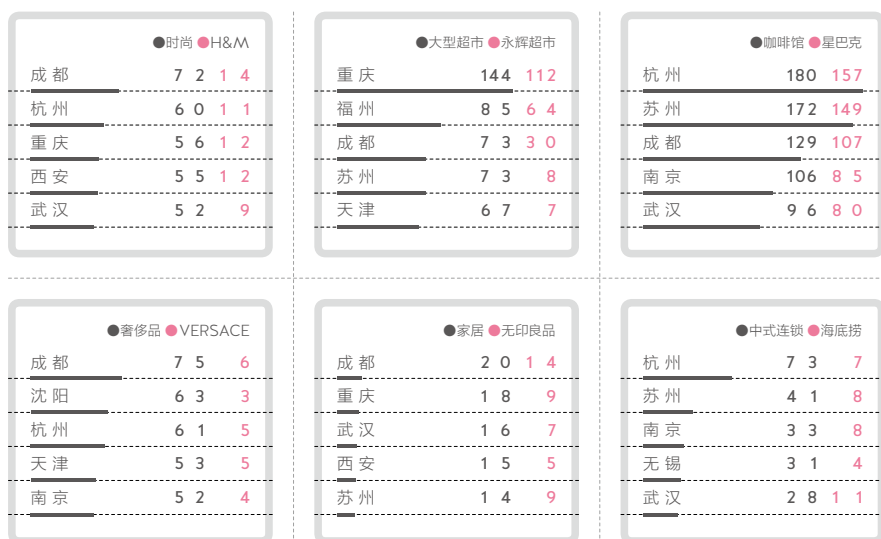 ●时尚 ●H&M
成都 72 14
杭州 60 11
重庆 56 12
西安 55 12
武汉 52 9
●大型超市 ●永辉超市
重庆 144 112
福州 85 64
成都 73 30
苏州 73 8
天津 67 7
●咖啡馆 ●星巴克
杭州 180 157
苏州 172 149
成都 129 107
南京 106 85
武汉 96 80
●奢侈品 ●VERSACE
成都 75 6
沈阳 63 3
杭州 61 5
天津 53 5
南京 52 4
●家居 ●无印良品
成都 20 14
重庆 18 9
武汉 16 7
西安 15 5
苏州 14 9
●中式连锁 ●海底捞
杭州 73 7
苏州 41 8
南京 33 8
无锡 31 4
武汉 28 11